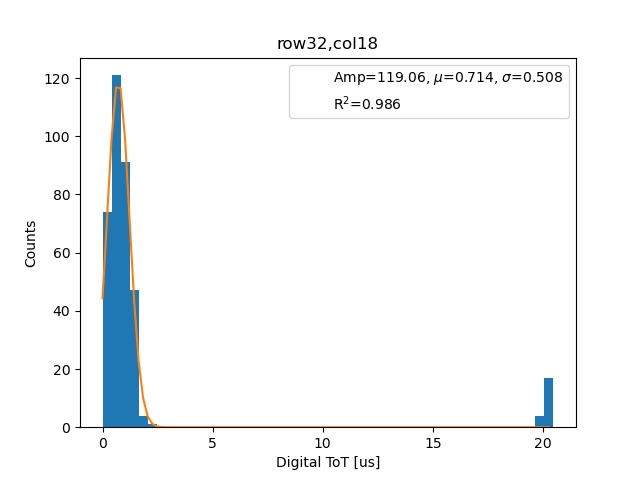 row32,col18
Amp=119.06, μ=0.714, σ=0.508
R²=0.986
120
100
80
60
40
20
0
Counts
0 5 10 15 20
Digital ToT [us]